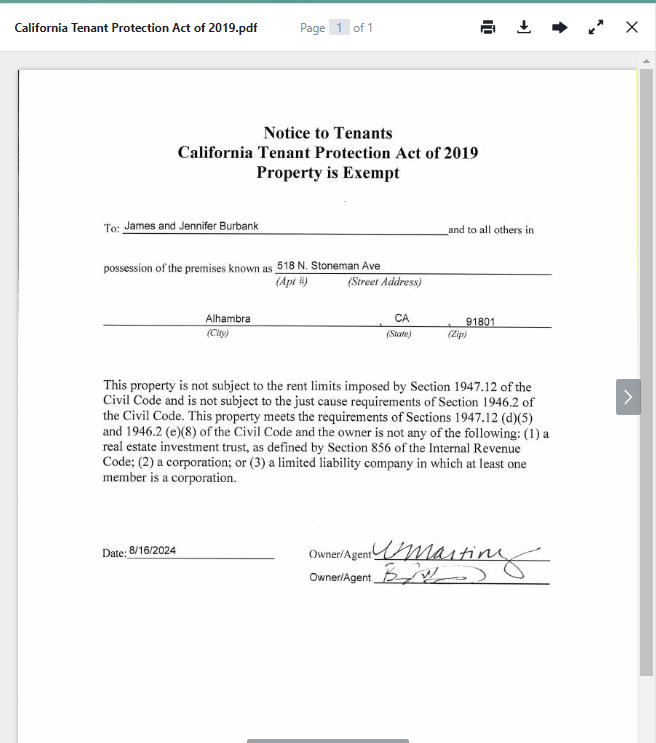 California Tenant Protection Act of 2019.pdf
Page 1 of 1
Notice to Tenants
California Tenant Protection Act of 2019
Property is Exempt
To: James and Jennifer Burbank and to all others in
possession of the premises known as 518 N. Stoneman Ave
(Apt #) (Street Address)
Alhambra , CA , 91801
(City) (State) (Zip)
This property is not subject to the rent limits imposed by Section 1947.12 of the
Civil Code and is not subject to the just cause requirements of Section 1946.2 of
the Civil Code. This property meets the requirements of Sections 1947.12 (d)(5)
and 1946.2 (e)(8) of the Civil Code and the owner is not any of the following: (1) a
real estate investment trust, as defined by Section 856 of the Internal Revenue
Code; (2) a corporation; or (3) a limited liability company in which at least one
member is a corporation.
Date: 8/16/2024 Owner/Agent
Owner/Agent